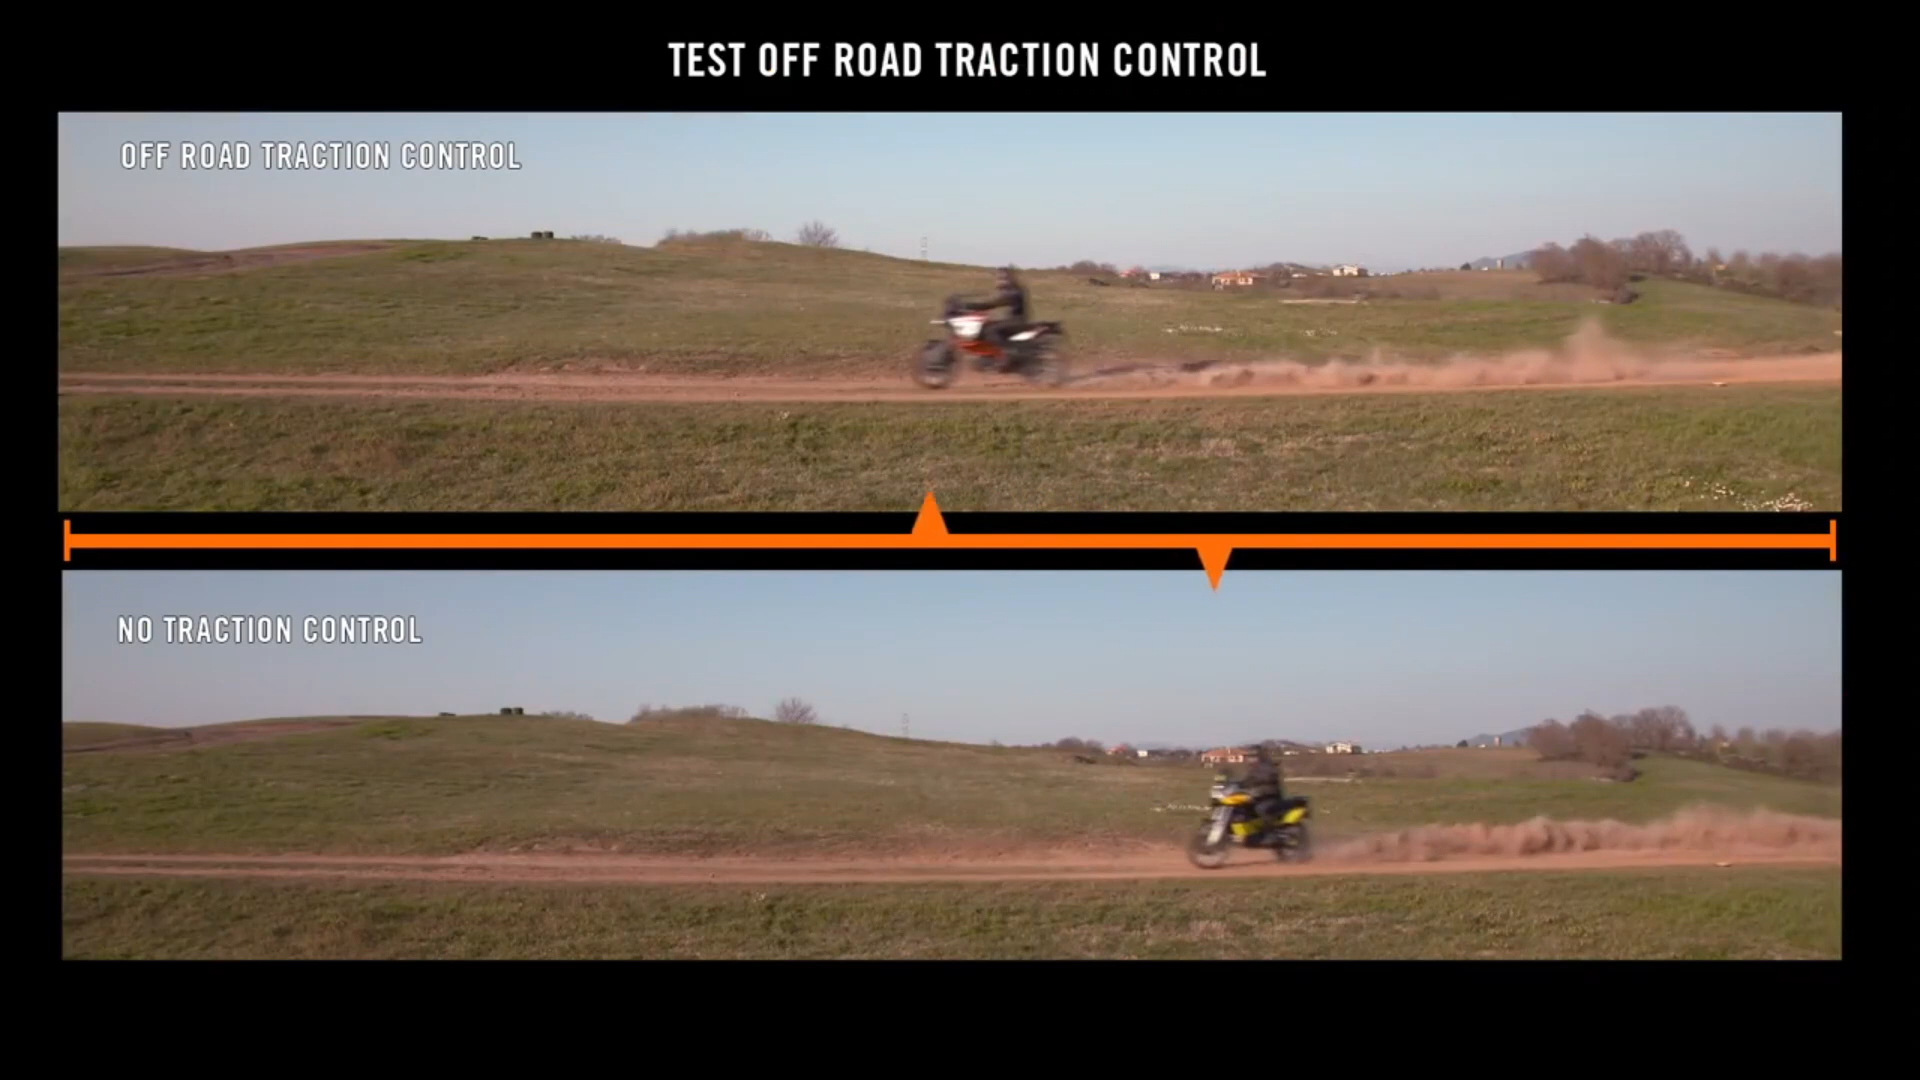 TEST OFF ROAD TRACTION CONTROL
OFF ROAD TRACTION CONTROL
NO TRACTION CONTROL